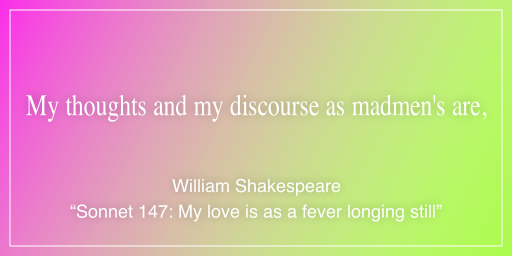 My thoughts and my discourse as madmen's are,
William Shakespeare
“Sonnet 147: My love is as a fever longing still”